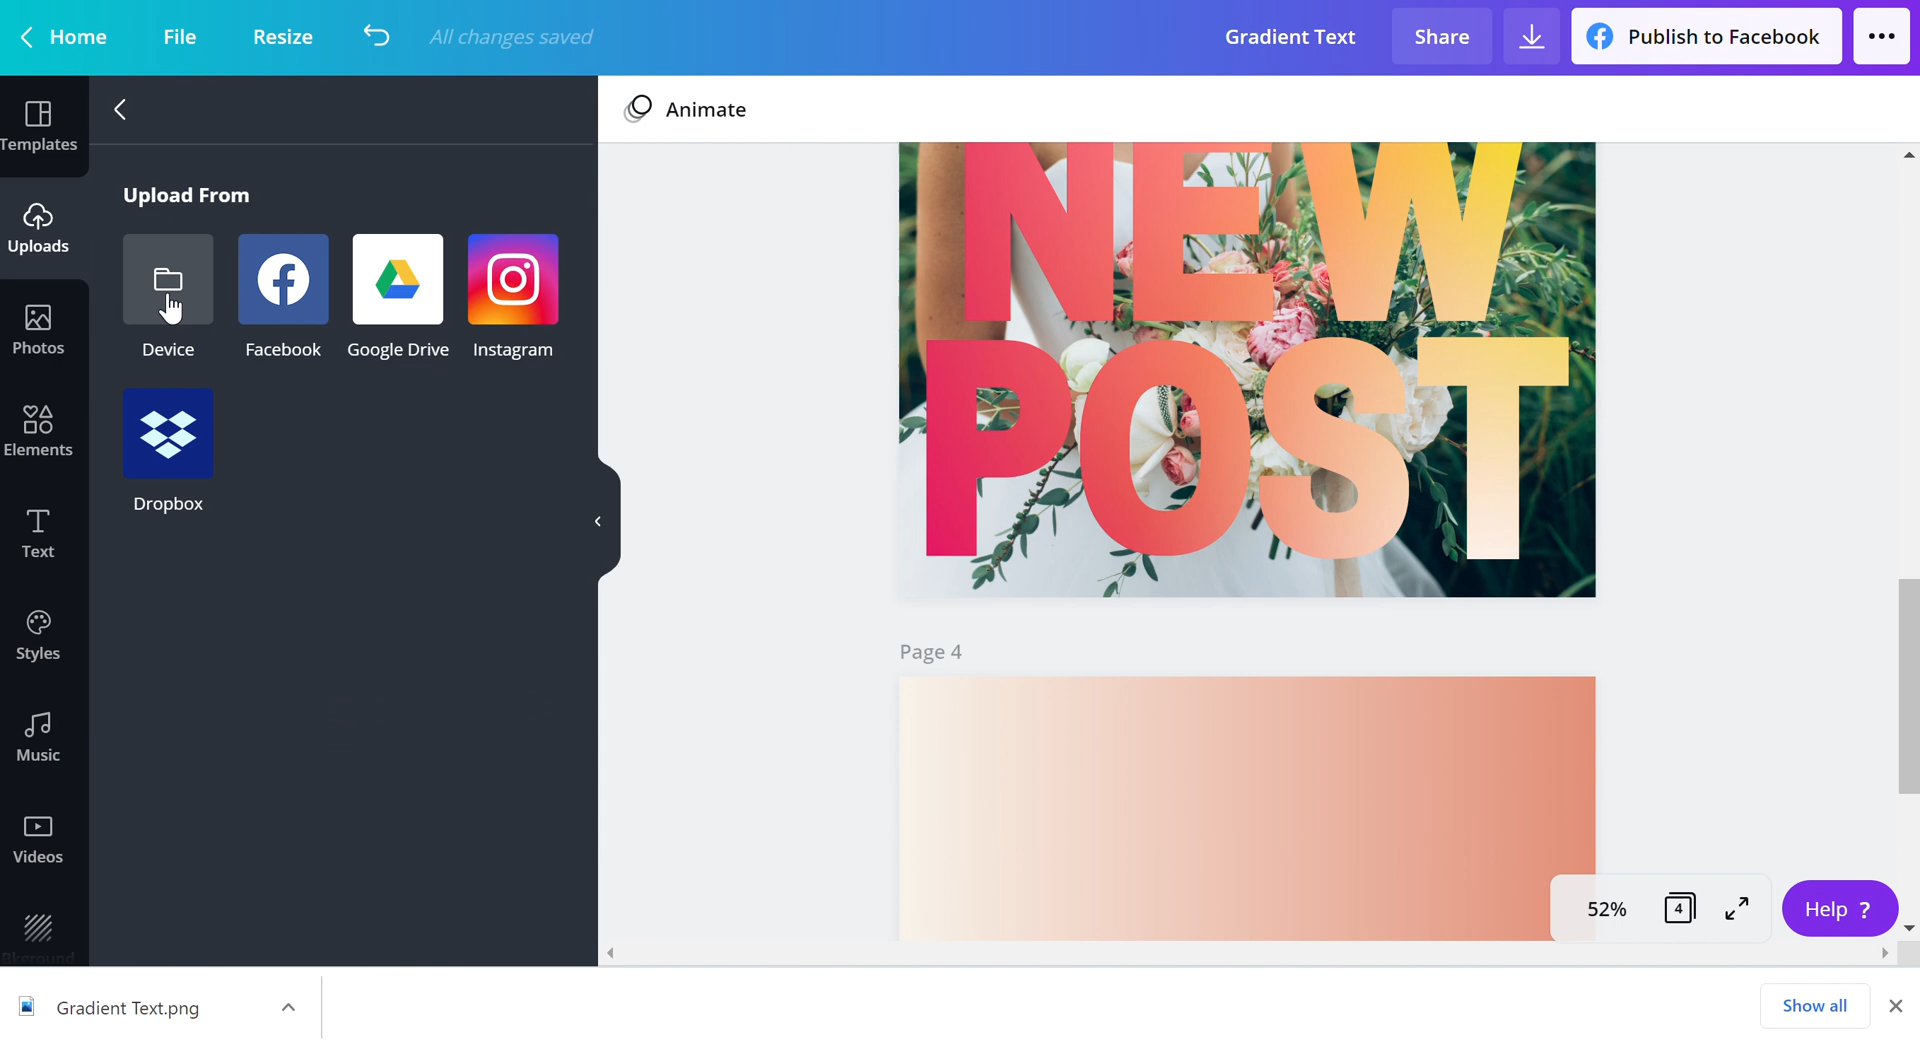 Home
File
Resize
All changes saved
Gradient Text
Share
Publish to Facebook
Templates
Uploads
Photos
Elements
Text
Styles
Music
Videos
Bkground
Upload From
Device
Facebook
Google Drive
Instagram
Dropbox
Animate
NEW
POST
Page 4
52%
4
Help ?
Gradient Text.png
Show all